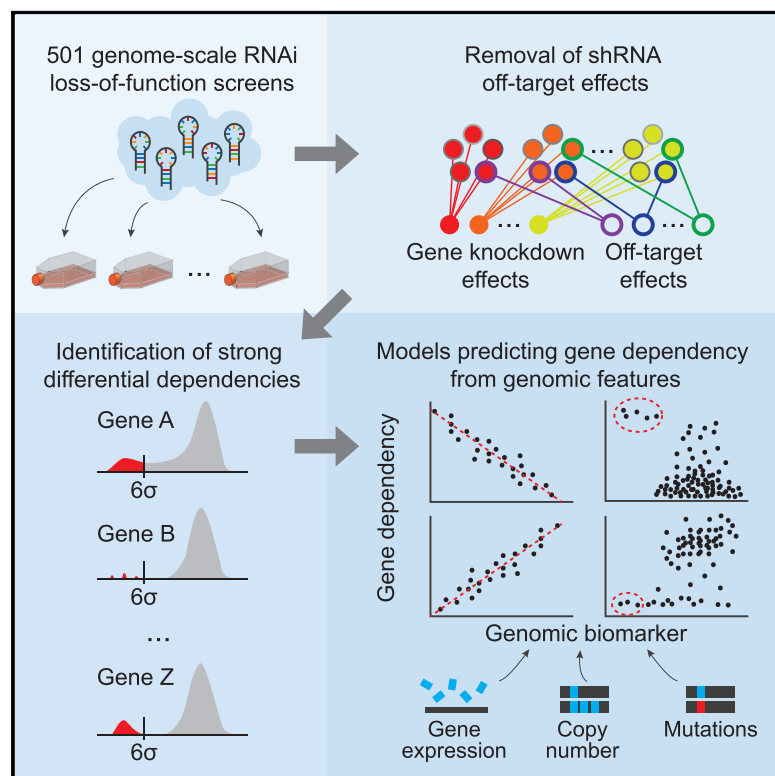 501 genome-scale RNAi
loss-of-function screens
...
Removal of shRNA
off-target effects
...
... ...
Gene knockdown
effects
Off-target
effects
Identification of strong
differential dependencies
Gene A
6σ
Gene B
6σ
...
Gene Z
6σ
Models predicting gene dependency
from genomic features
Gene dependency
Genomic biomarker
Gene
expression
Copy
number
Mutations